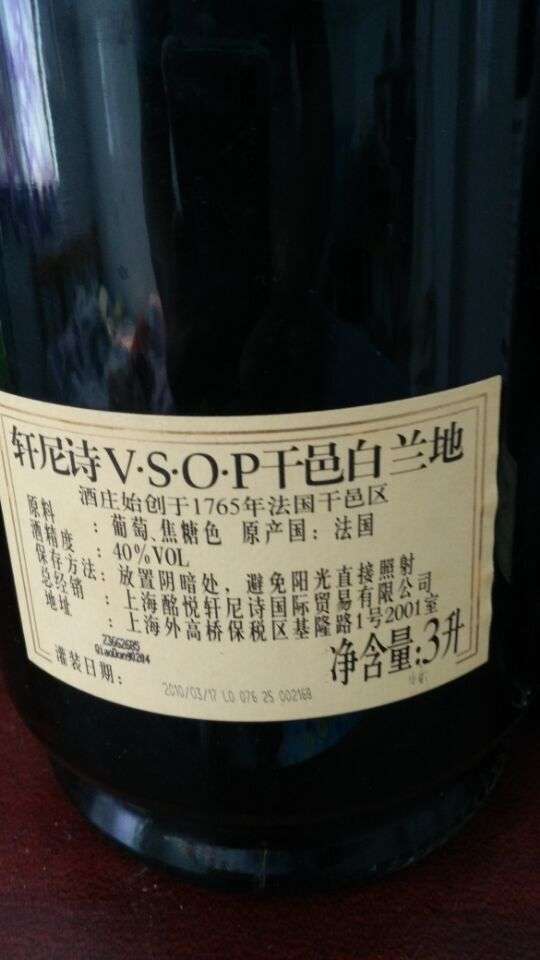 轩尼诗V·S·O·P干邑白兰地
酒庄始创于1765年法国干邑区
原料：葡萄、焦糖色 原产国：法国
酒精度：40%VOL
保存方法：放置阴暗处，避免阳光直接照射
总经销：上海酩悦轩尼诗国际贸易有限公司
地址：上海外高桥保税区基隆路1号2001室
23662685
QiaoDon90204
净含量:3升
灌装日期：
2010/03/17 LO 076 25 002169